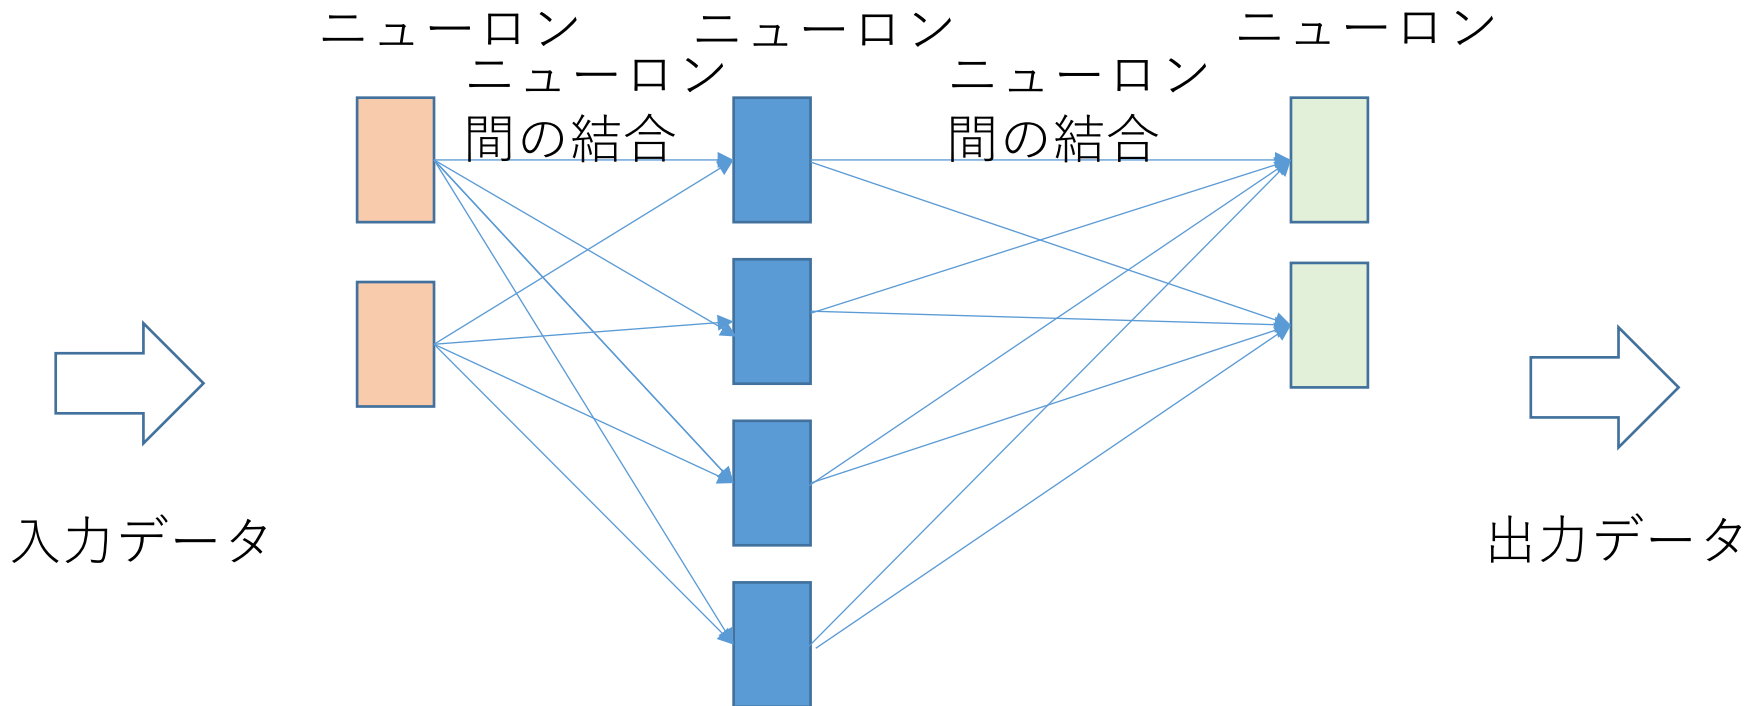 ニューロン
ニューロン
ニューロン
ニューロン
間の結合
ニューロン
間の結合
入力データ
出力データ